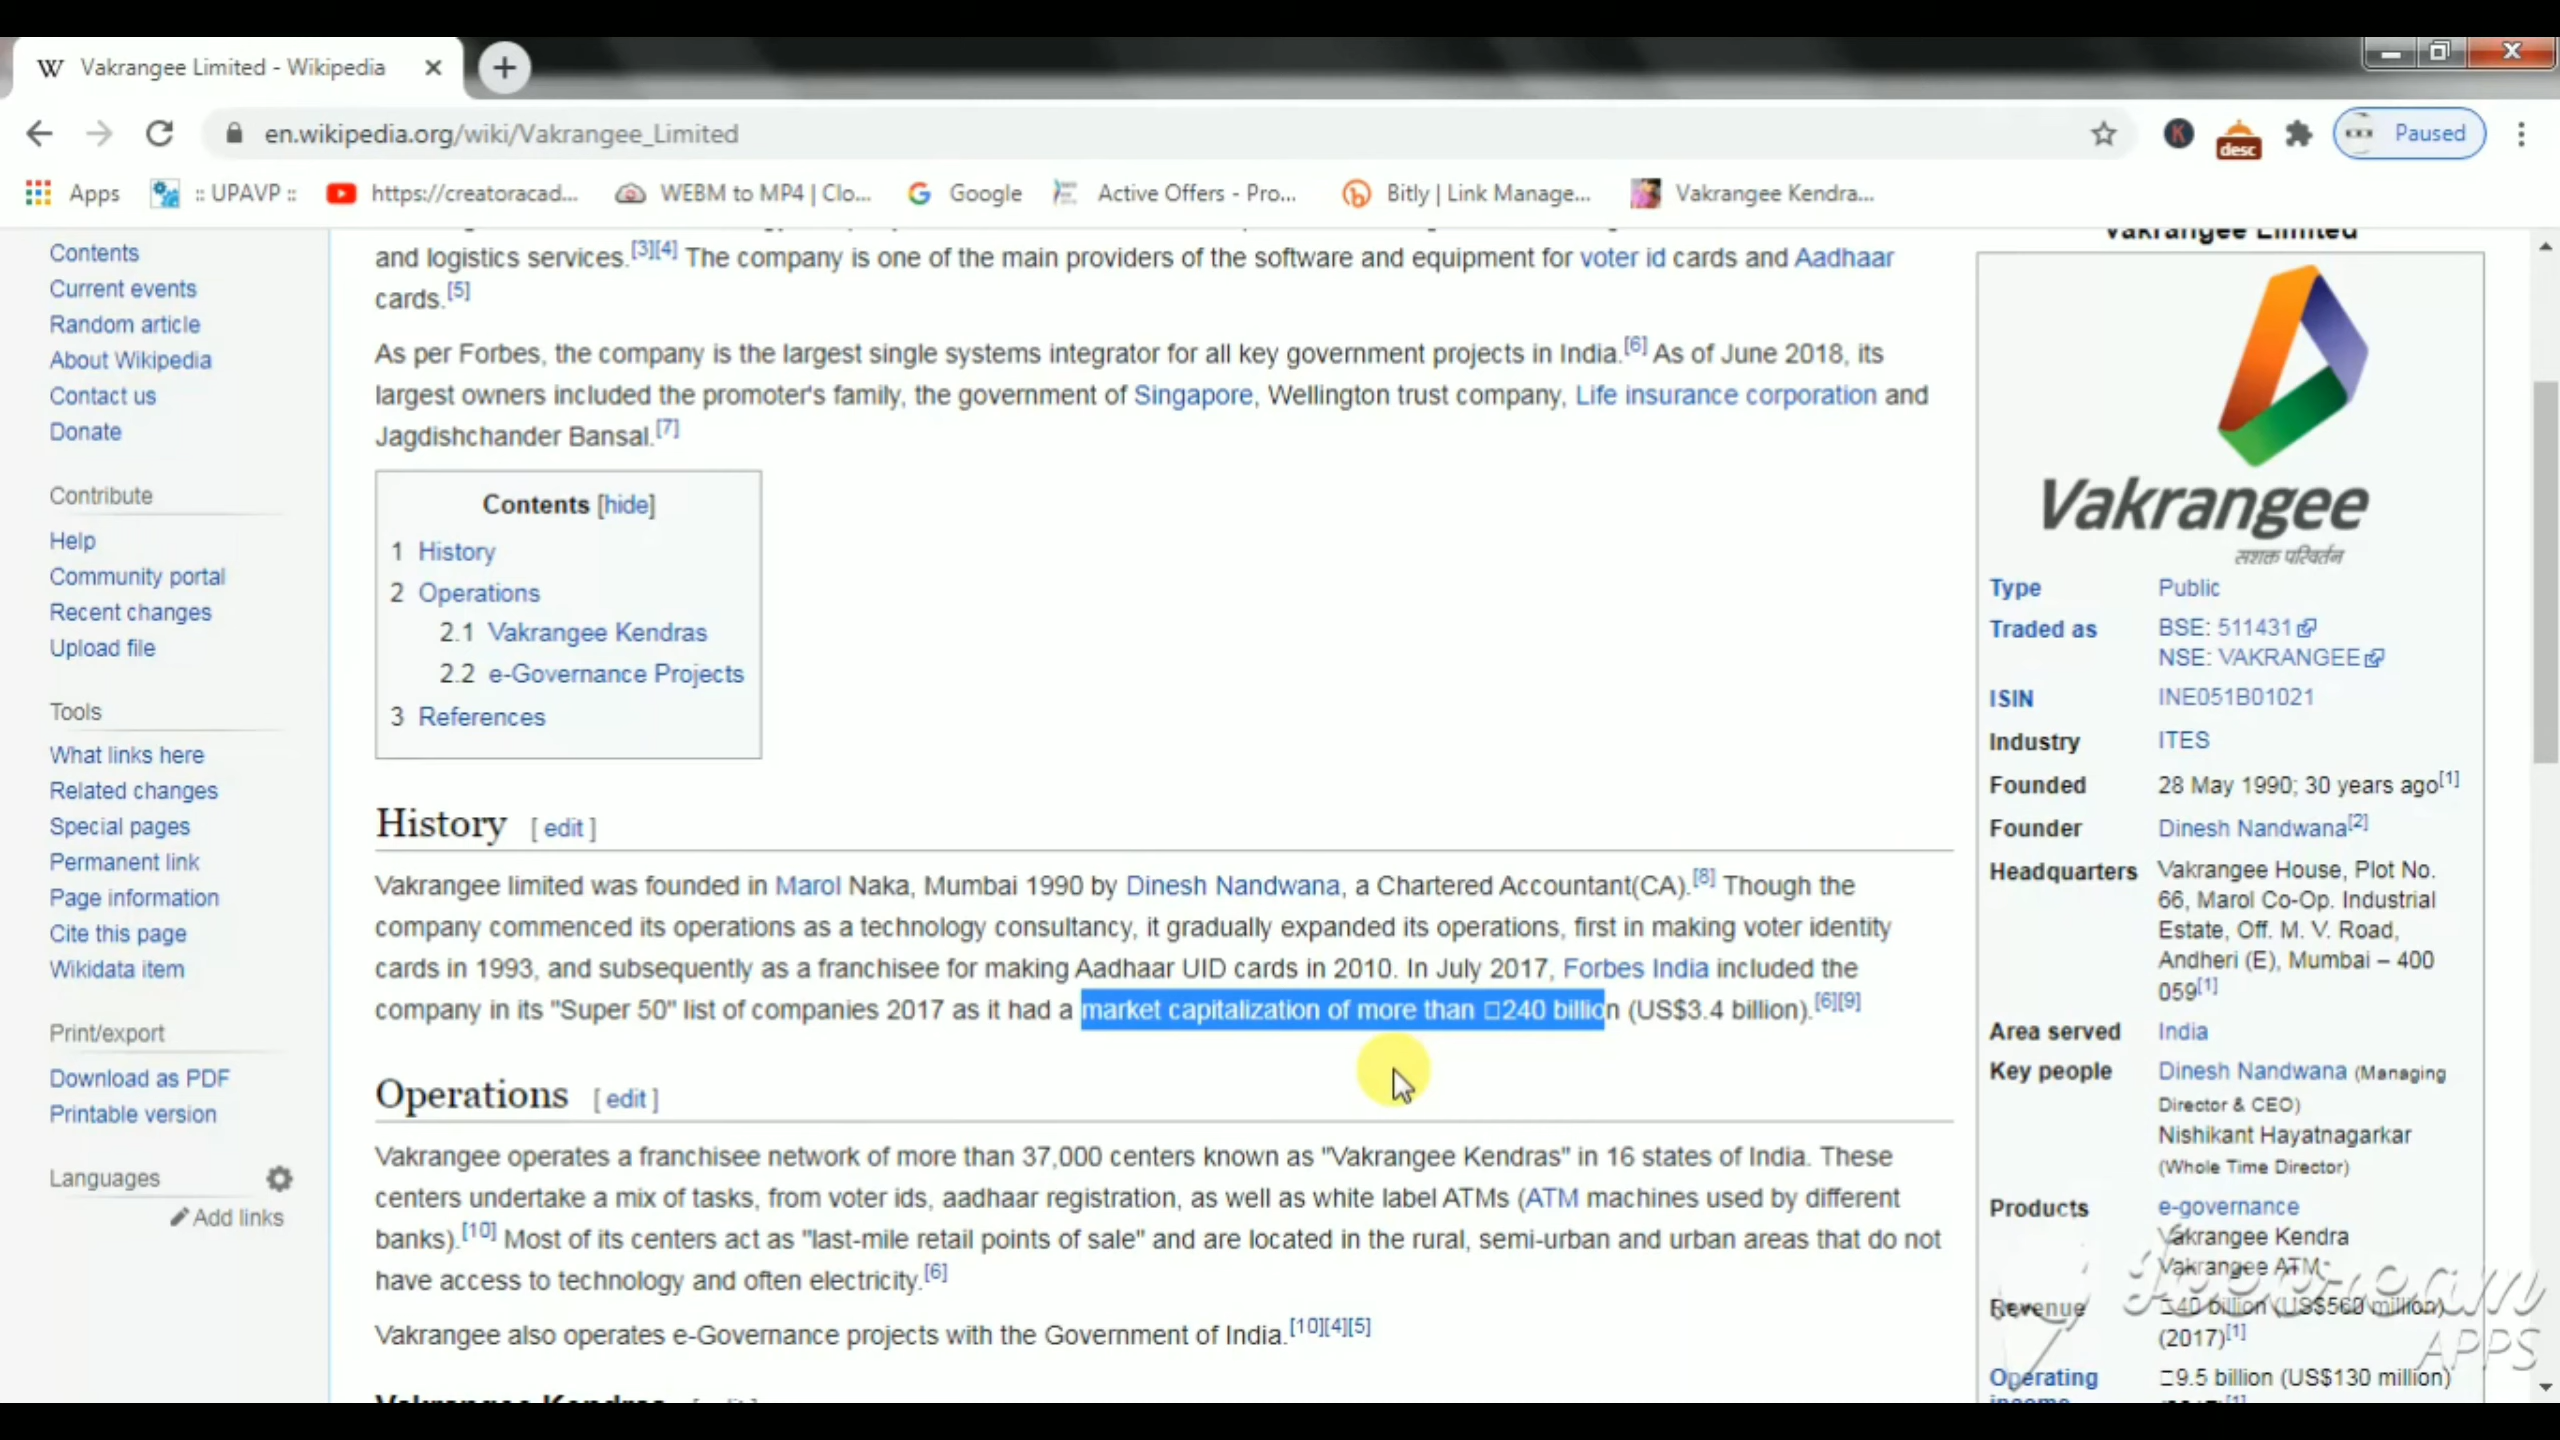 Vakrangee Limited - Wikipedia
en.wikipedia.org/wiki/Vakrangee_Limited
K
desc
Paused
Apps
:: UPAVP ::
https://creatoracad...
WEBM to MP4 | Clo...
Google
Active Offers - Pro...
Bitly | Link Manage...
Vakrangee Kendra...
Contents
Current events
Random article
About Wikipedia
Contact us
Donate
Contribute
Help
Community portal
Recent changes
Upload file
Tools
What links here
Related changes
Special pages
Permanent link
Page information
Cite this page
Wikidata item
Print/export
Download as PDF
Printable version
Languages
Add links
and logistics services.[3][4] The company is one of the main providers of the software and equipment for voter id cards and Aadhaar
cards.[5]
As per Forbes, the company is the largest single systems integrator for all key government projects in India.[6] As of June 2018, its
largest owners included the promoter's family, the government of Singapore, Wellington trust company, Life insurance corporation and
Jagdishchander Bansal.[7]
Contents [hide]
1 History
2 Operations
2.1 Vakrangee Kendras
2.2 e-Governance Projects
3 References
History [ edit ]
Vakrangee limited was founded in Marol Naka, Mumbai 1990 by Dinesh Nandwana, a Chartered Accountant(CA).[8] Though the
company commenced its operations as a technology consultancy, it gradually expanded its operations, first in making voter identity
cards in 1993, and subsequently as a franchisee for making Aadhaar UID cards in 2010. In July 2017, Forbes India included the
company in its "Super 50" list of companies 2017 as it had a market capitalization of more than □240 billion (US$3.4 billion).[6][9]
Operations [ edit ]
Vakrangee operates a franchisee network of more than 37,000 centers known as "Vakrangee Kendras" in 16 states of India. These
centers undertake a mix of tasks, from voter ids, aadhaar registration, as well as white label ATMs (ATM machines used by different
banks).[10] Most of its centers act as "last-mile retail points of sale" and are located in the rural, semi-urban and urban areas that do not
have access to technology and often electricity.[6]
Vakrangee also operates e-Governance projects with the Government of India.[10][4][5]
Vakrangee Kendras [ edit ]
Vakrangee Limited
Vakrangee
सशक्त परिवर्तन
Type Public
Traded as BSE: 511431
NSE: VAKRANGEE
ISIN INE051B01021
Industry ITES
Founded 28 May 1990; 30 years ago[1]
Founder Dinesh Nandwana[2]
Headquarters Vakrangee House, Plot No.
66, Marol Co-Op. Industrial
Estate, Off. M. V. Road,
Andheri (E), Mumbai – 400
059[1]
Area served India
Key people Dinesh Nandwana (Managing
Director & CEO)
Nishikant Hayatnagarkar
(Whole Time Director)
Products e-governance
Vakrangee Kendra
Vakrangee ATM
Revenue □40 billion (US$560 million)
(2017)[1]
Operating □9.5 billion (US$130 million)
income
APPS